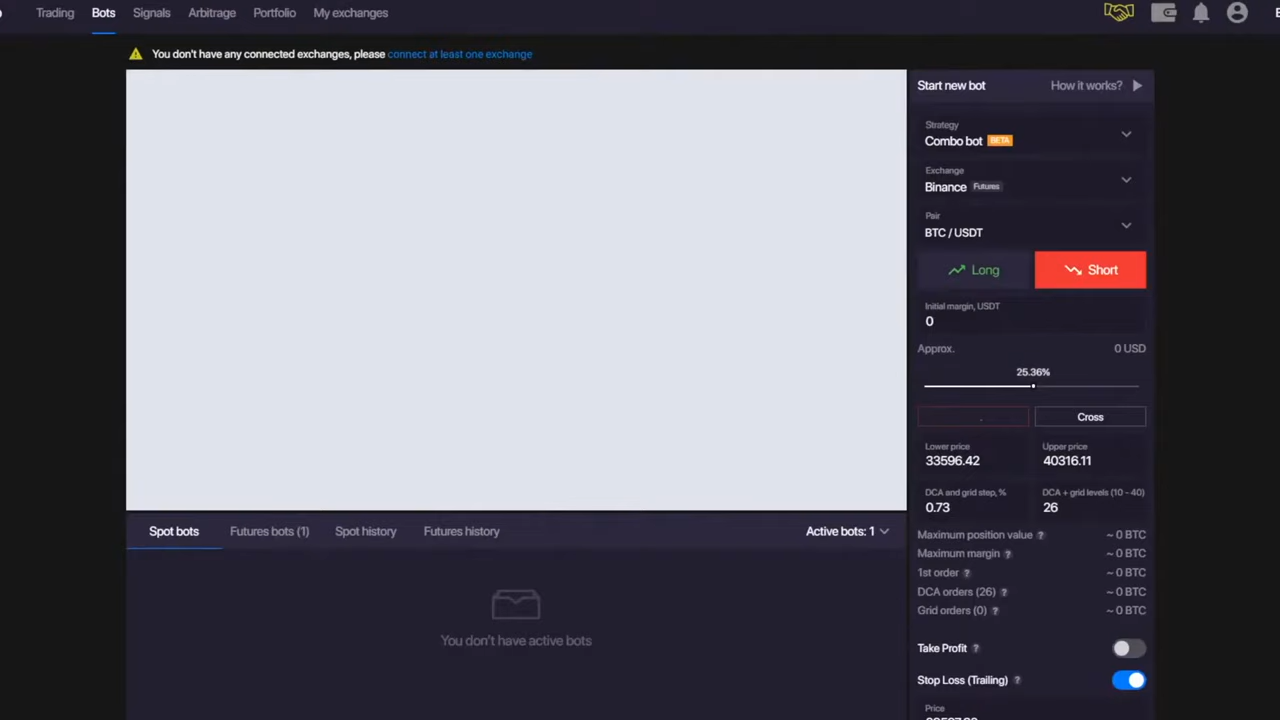 Trading Bots Signals Arbitrage Portfolio My exchanges
You don't have any connected exchanges, please connect at least one exchange
Start new bot How it works?
Strategy
Combo bot BETA
Exchange
Binance Futures
Pair
BTC / USDT
Long Short
Initial margin, USDT
0
Approx. 0 USD
25.36%
Cross
Lower price Upper price
33596.42 40316.11
DCA and grid step, % DCA + grid levels (10 - 40)
0.73 26
Maximum position value ? ~ 0 BTC
Maximum margin ? ~ 0 BTC
1st order ? ~ 0 BTC
DCA orders (26) ? ~ 0 BTC
Grid orders (0) ? ~ 0 BTC
Take Profit ?
Stop Loss (Trailing) ?
Price
Spot bots Futures bots (1) Spot history Futures history Active bots: 1
You don't have active bots